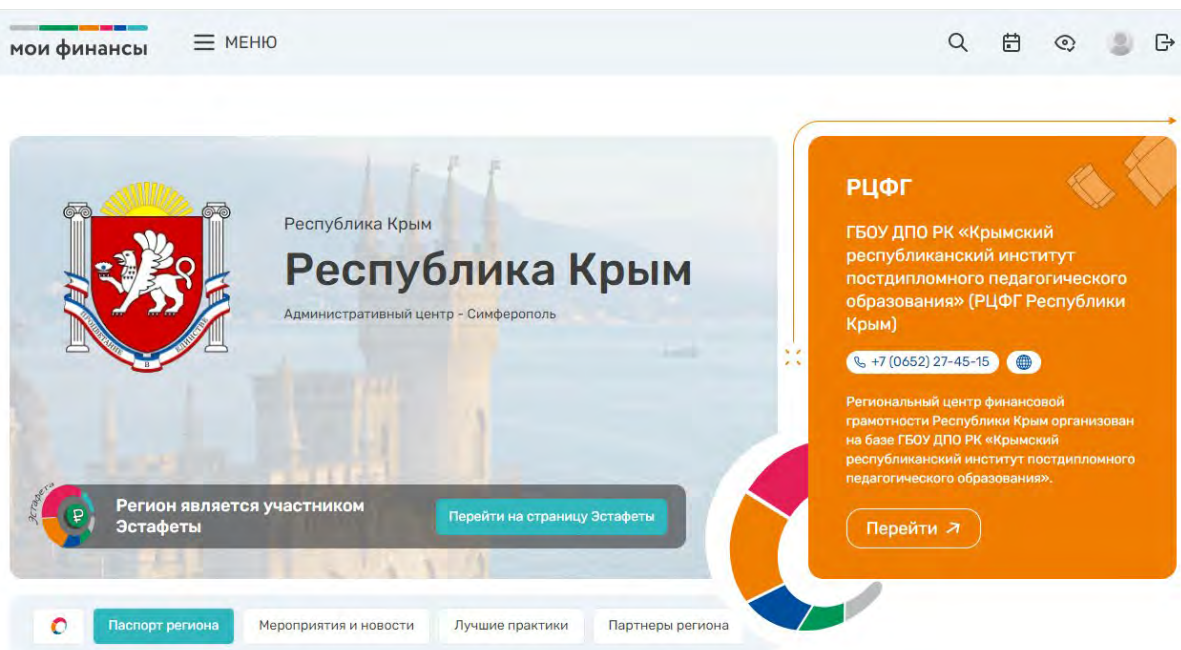 мои финансы
МЕНЮ
Республика Крым
Республика Крым
Административный центр - Симферополь
ПРОЦВЕТАНИЕ
В
ЕДИНСТВЕ
Эстафета
Регион является участником
Эстафеты
Перейти на страницу Эстафеты
РЦФГ
ГБОУ ДПО РК «Крымский
республиканский институт
постдипломного педагогического
образования» (РЦФГ Республики
Крым)
+7 (0652) 27-45-15
Региональный центр финансовой
грамотности Республики Крым организован
на базе ГБОУ ДПО РК «Крымский
республиканский институт постдипломного
педагогического образования».
Перейти
Паспорт региона
Мероприятия и новости
Лучшие практики
Партнеры региона